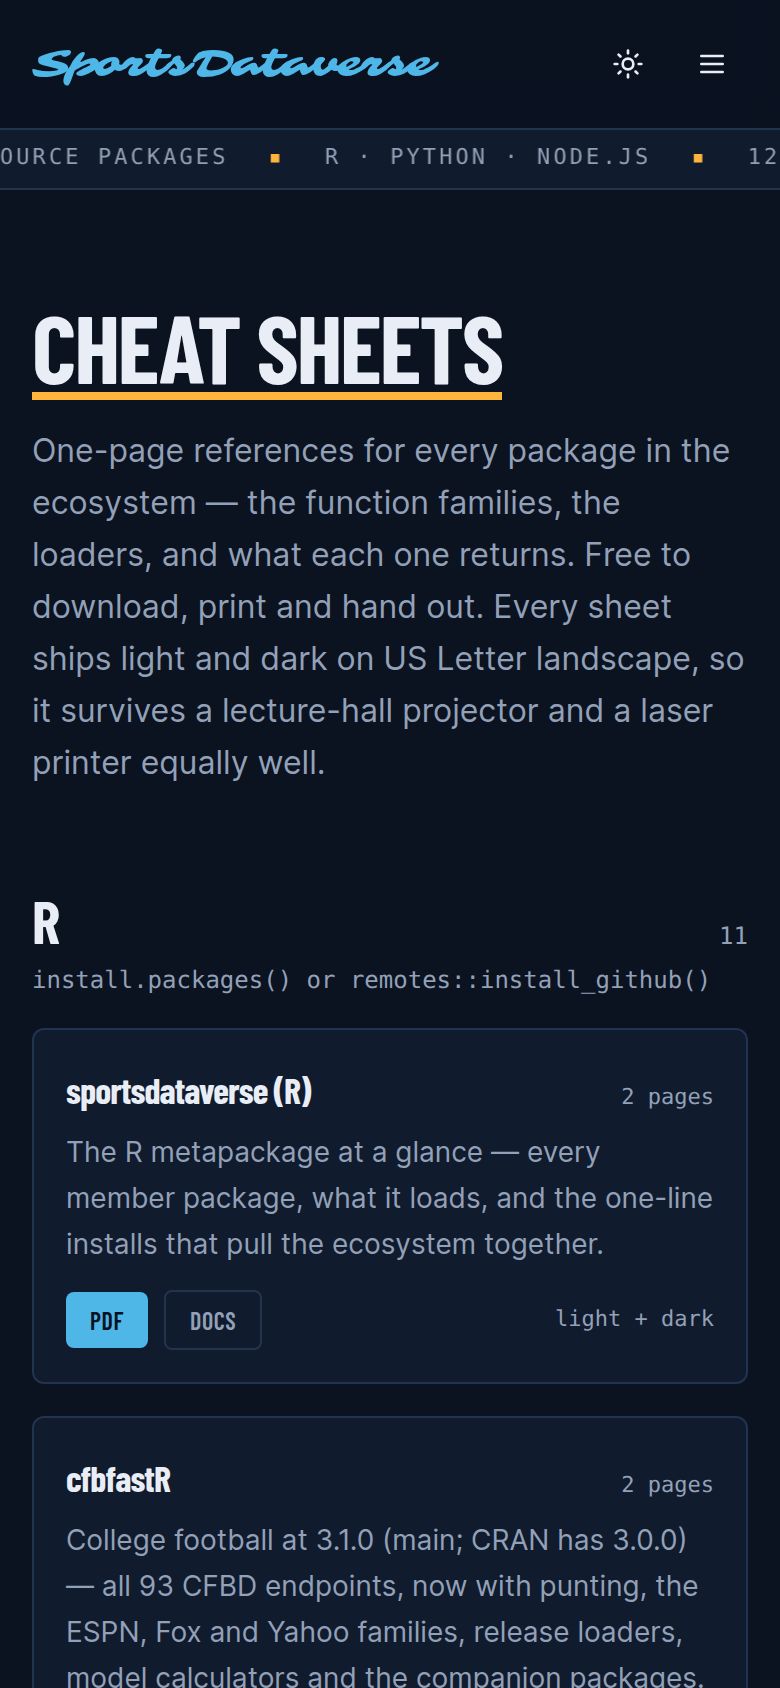 SportsDataverse
OURCE PACKAGES ▪ R · PYTHON · NODE.JS ▪ 12
CHEAT SHEETS
One-page references for every package in the
ecosystem — the function families, the
loaders, and what each one returns. Free to
download, print and hand out. Every sheet
ships light and dark on US Letter landscape, so
it survives a lecture-hall projector and a laser
printer equally well.
R 11
install.packages() or remotes::install_github()
sportsdataverse (R) 2 pages
The R metapackage at a glance — every
member package, what it loads, and the one-line
installs that pull the ecosystem together.
PDF DOCS light + dark
cfbfastR 2 pages
College football at 3.1.0 (main; CRAN has 3.0.0)
— all 93 CFBD endpoints, now with punting, the
ESPN, Fox and Yahoo families, release loaders,
model calculators and the companion packages.